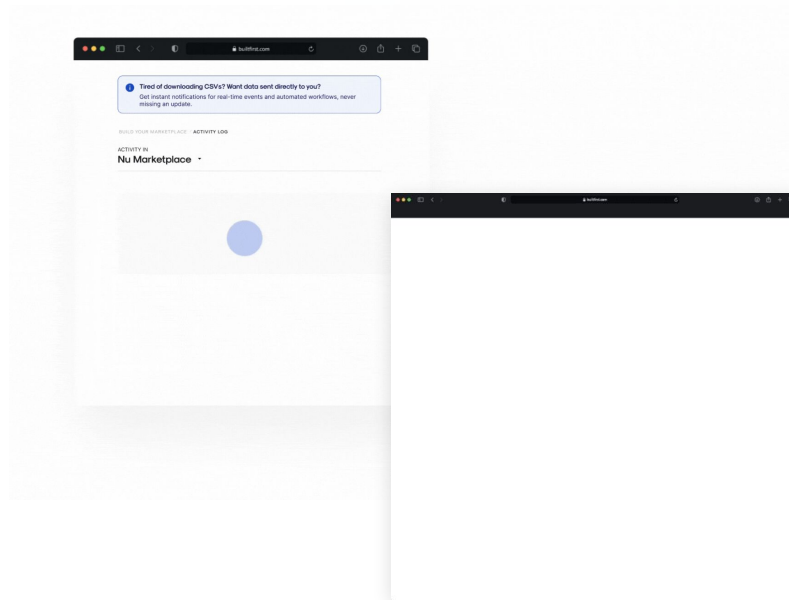 builtfirst.com
Tired of downloading CSVs? Want data sent directly to you?
Get instant notifications for real-time events and automated workflows, never
missing an update.
BUILD YOUR MARKETPLACE / ACTIVITY LOG
ACTIVITY IN
Nu Marketplace
builtfirst.com